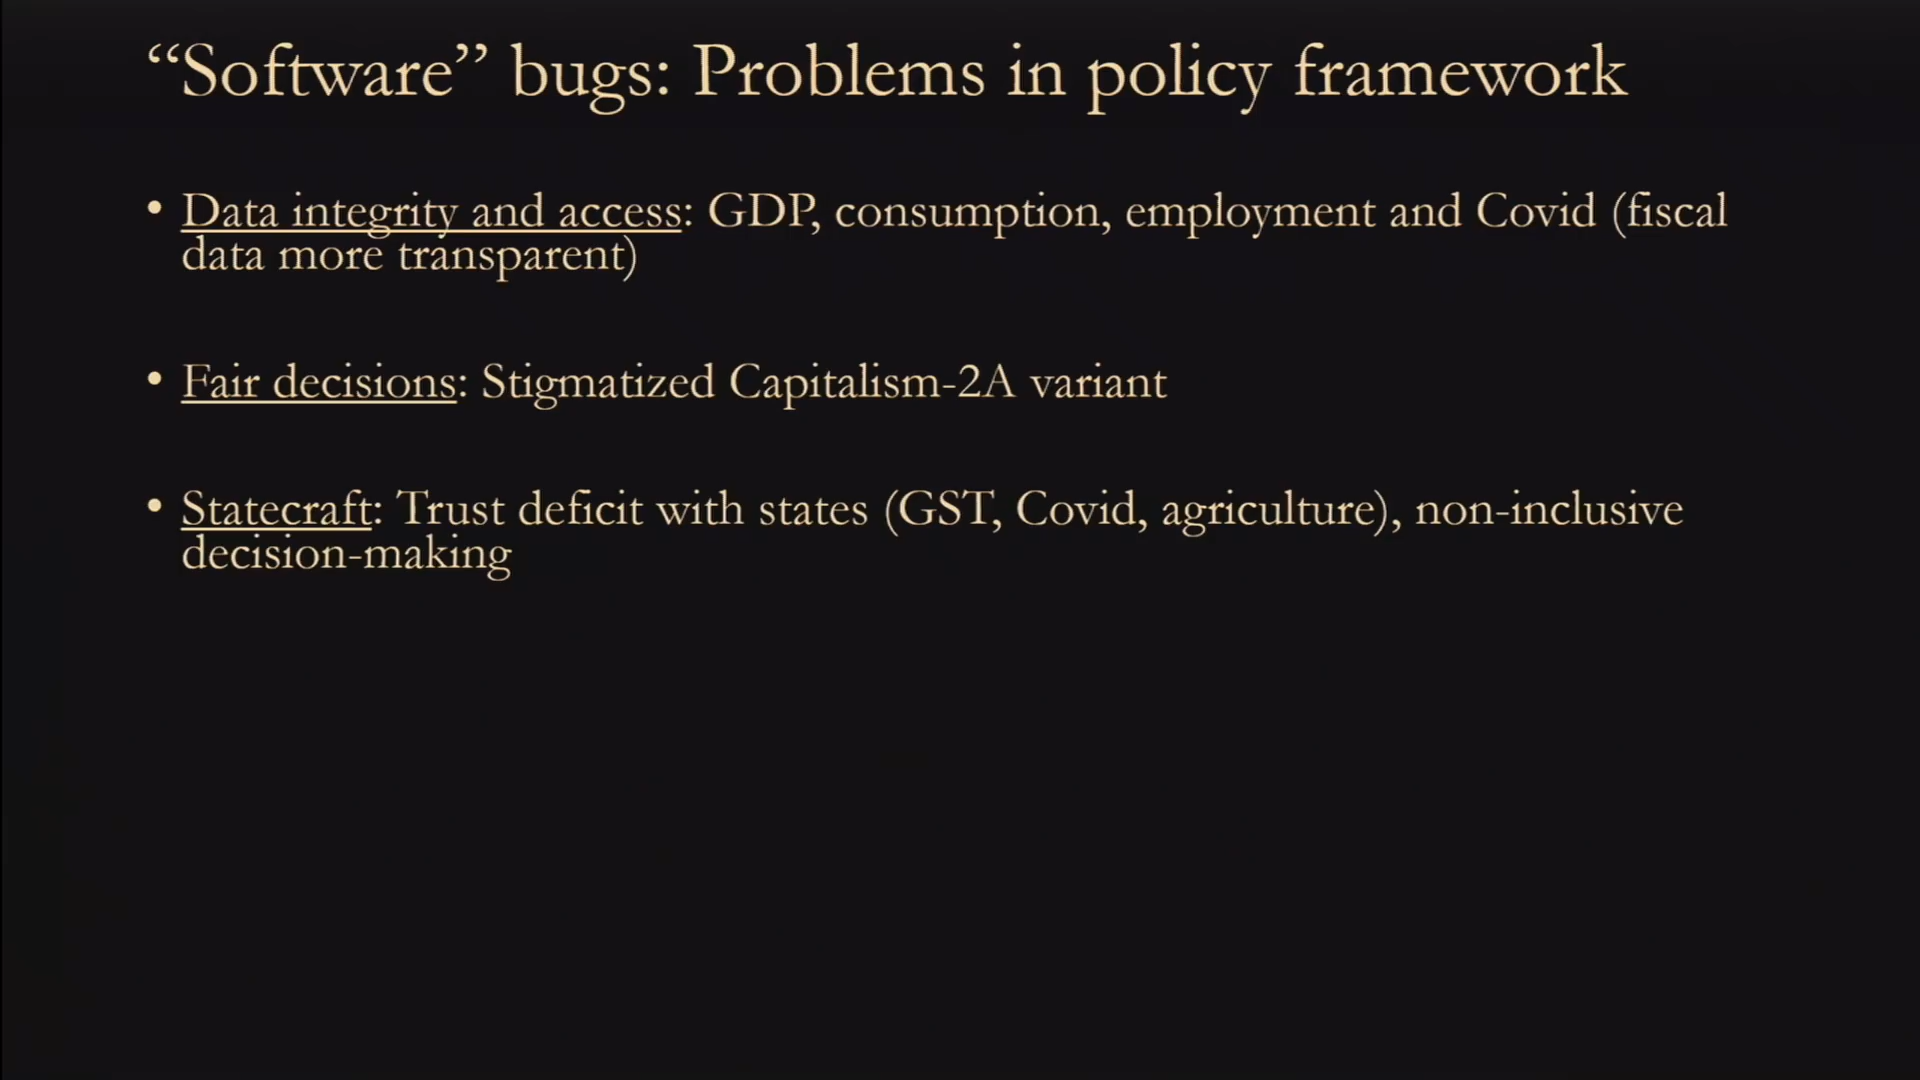 “Software” bugs: Problems in policy framework
• Data integrity and access: GDP, consumption, employment and Covid (fiscal
data more transparent)
• Fair decisions: Stigmatized Capitalism-2A variant
• Statecraft: Trust deficit with states (GST, Covid, agriculture), non-inclusive
decision-making